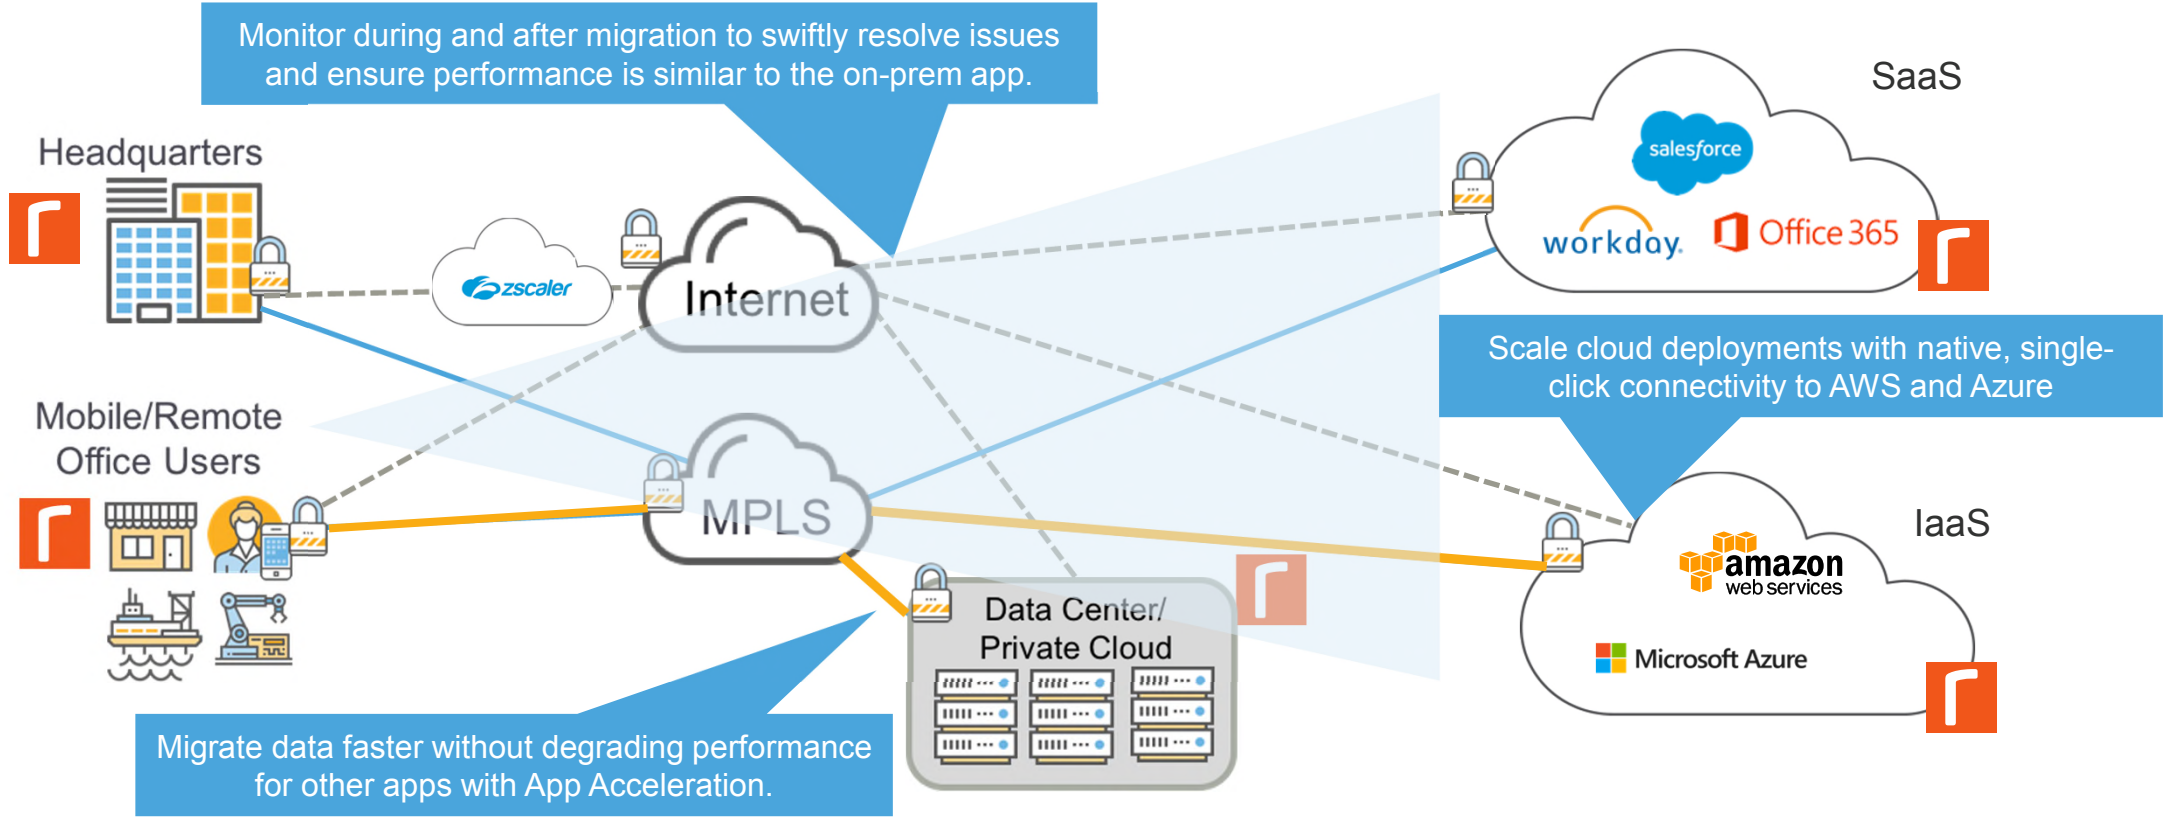 Monitor during and after migration to swiftly resolve issues
and ensure performance is similar to the on-prem app.
SaaS
Headquarters
salesforce
workday.
Office 365
zscaler
Internet
Scale cloud deployments with native, single-
click connectivity to AWS and Azure
Mobile/Remote
Office Users
MPLS
IaaS
amazon
web services
Data Center/
Private Cloud
Microsoft Azure
Migrate data faster without degrading performance
for other apps with App Acceleration.